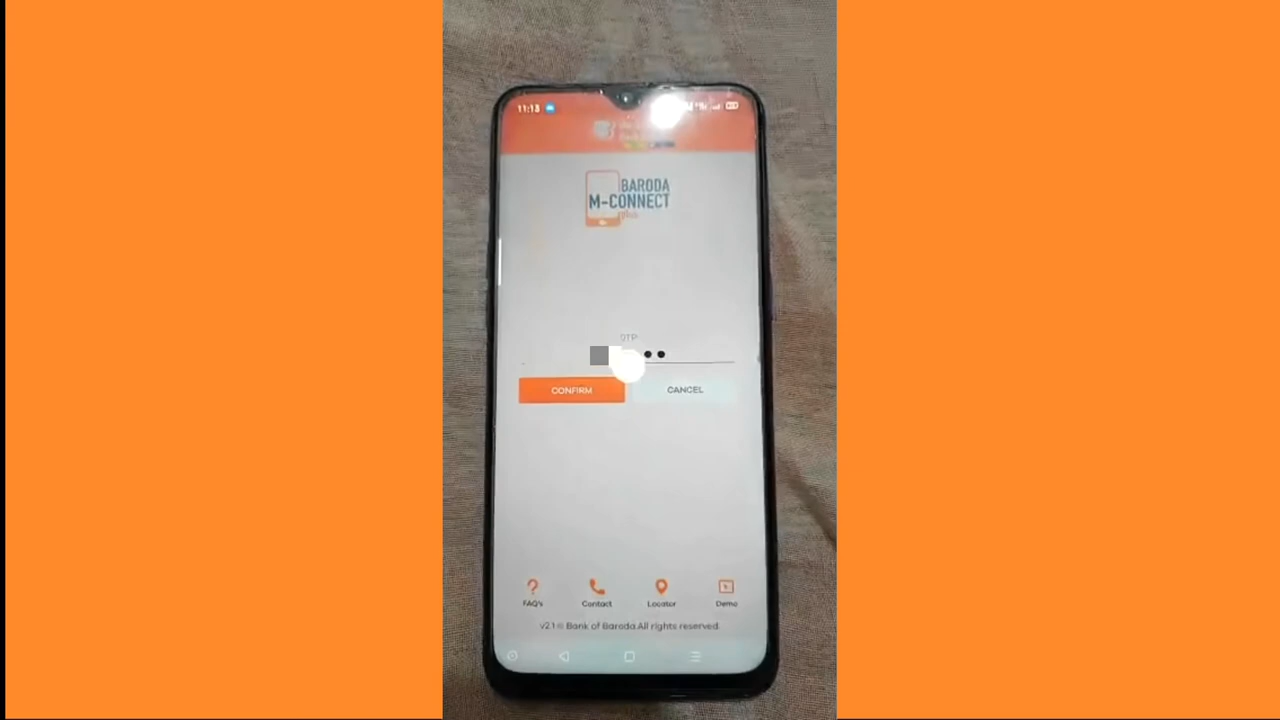 11:13
BARODA
M-CONNECT
plus
OTP
CONFIRM
CANCEL
FAQ's
Contact
Locator
Demo
v2.1 © Bank of Baroda.All rights reserved.